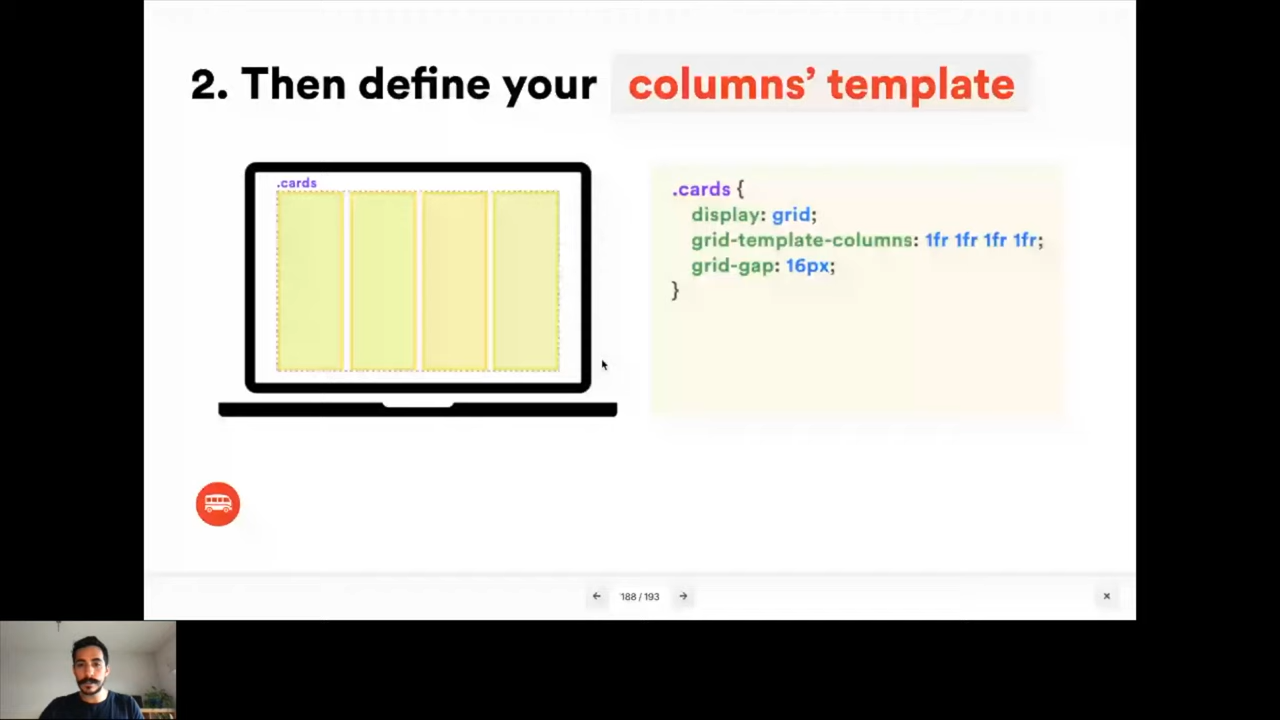 2. Then define your columns’ template
.cards
.cards {
display: grid;
grid-template-columns: 1fr 1fr 1fr 1fr;
grid-gap: 16px;
}
188 / 193